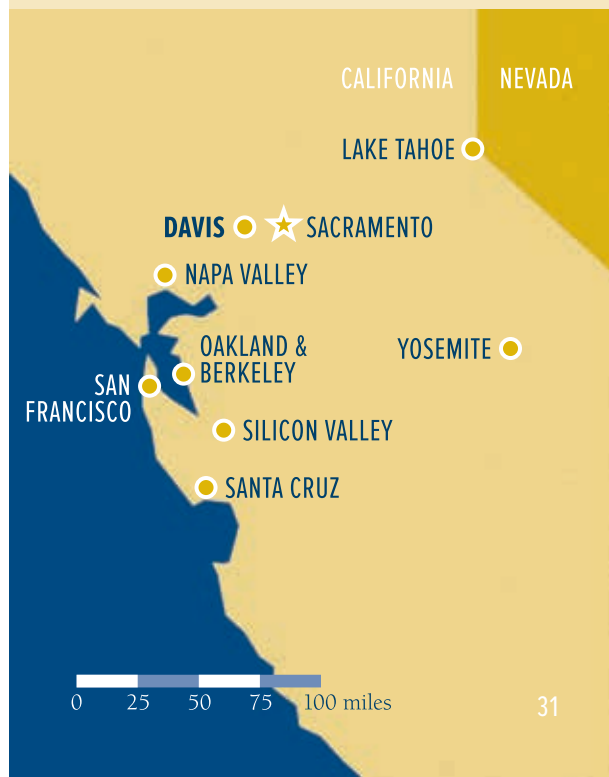 CALIFORNIA
NEVADA
LAKE TAHOE
DAVIS
SACRAMENTO
NAPA VALLEY
OAKLAND &
BERKELEY
YOSEMITE
SAN
FRANCISCO
SILICON VALLEY
SANTA CRUZ
0 25 50 75 100 miles
31